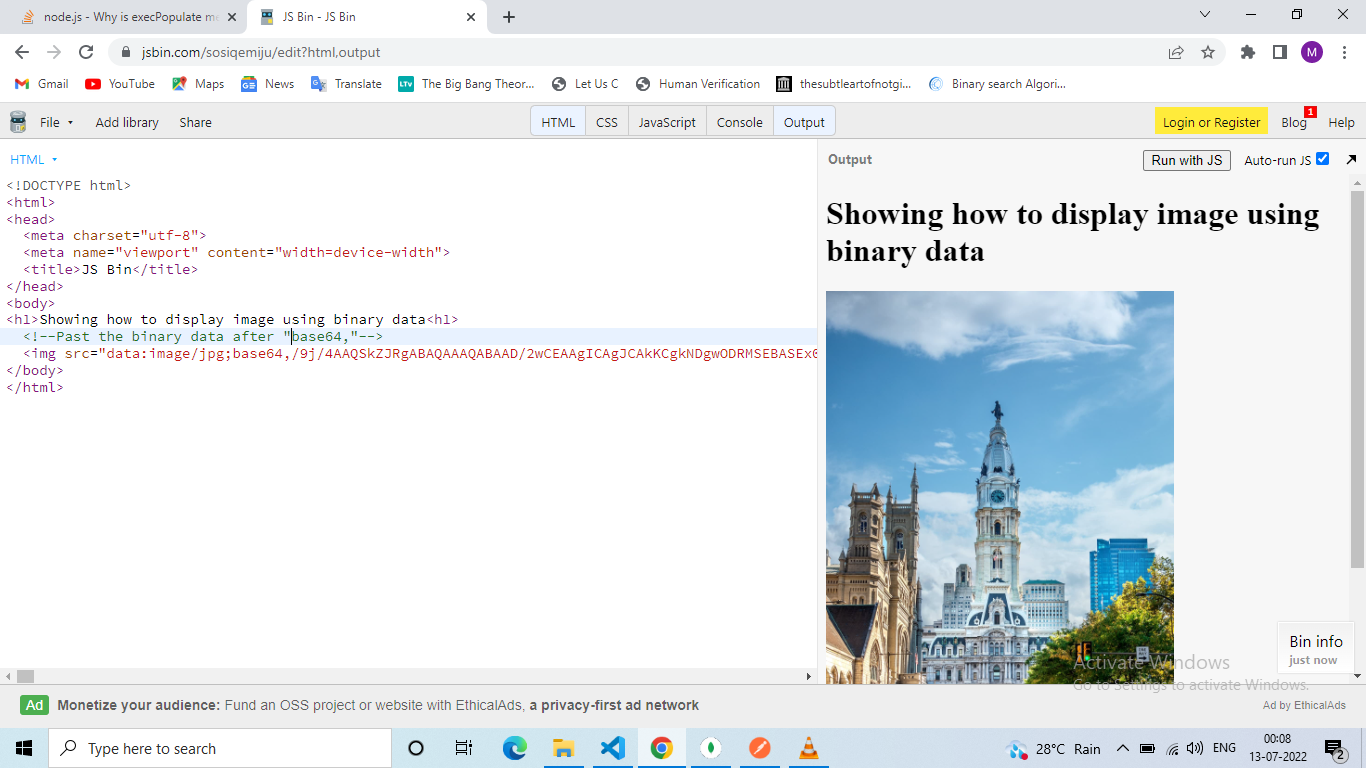 node.js - Why is execPopulate me
JS Bin - JS Bin
jsbin.com/sosiqemiju/edit?html,output
M
Gmail
YouTube
Maps
News
Translate
LTV The Big Bang Theor...
Let Us C
Human Verification
thesubtleartofnotgi...
Binary search Algori...
File
Add library
Share
HTML
CSS
JavaScript
Console
Output
Login or Register
Blog
1
Help
HTML
<!DOCTYPE html>
<html>
<head>
<meta charset="utf-8">
<meta name="viewport" content="width=device-width">
<title>JS Bin</title>
</head>
<body>
<h1>Showing how to display image using binary data<h1>
<!--Past the binary data after "base64,"-->
<img src="data:image/jpg;base64,/9j/4AAQSkZJRgABAQAAAQABAAD/2wCEAAgICAgJCAkKCgkNDgwODRMSEBASEx
</body>
</html>
Output
Run with JS
Auto-run JS
Showing how to display image using
binary data
Bin info
just now
Activate Windows
Go to Settings to activate Windows.
Ad
Monetize your audience: Fund an OSS project or website with EthicalAds, a privacy-first ad network
Ad by EthicalAds
Type here to search
28°C Rain
ENG
00:08
13-07-2022
2